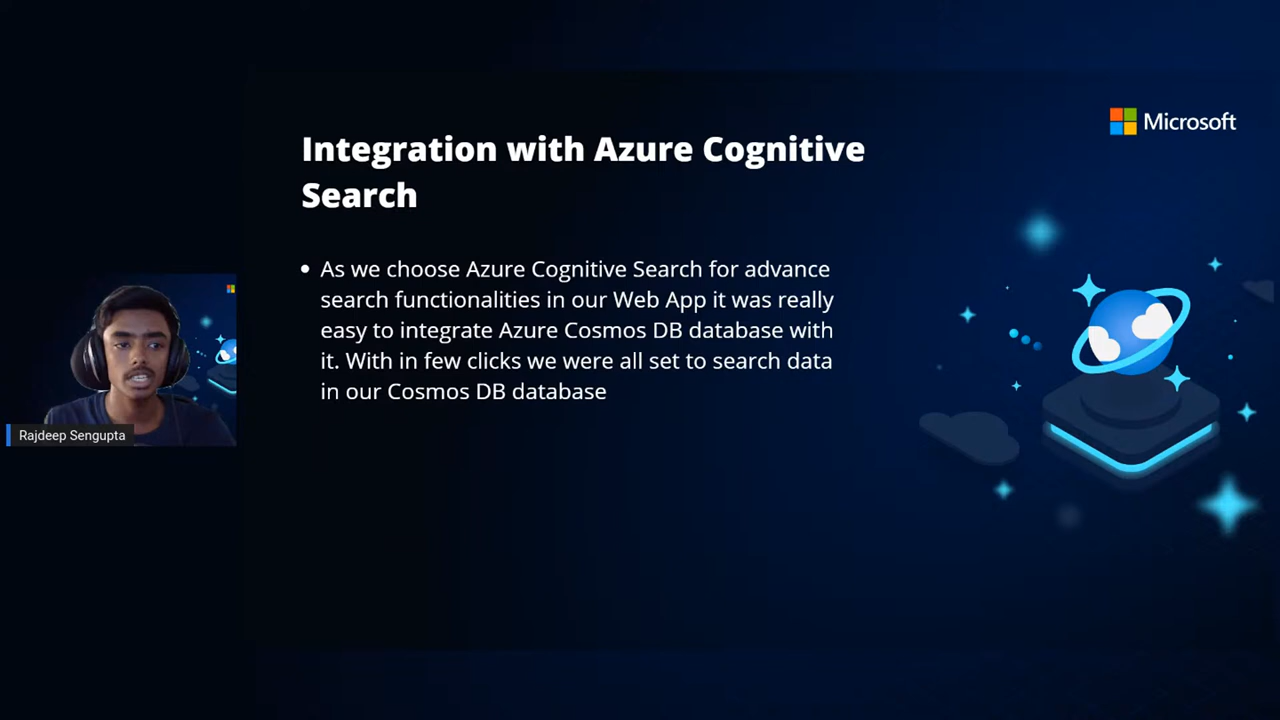 Microsoft
Integration with Azure Cognitive
Search
• As we choose Azure Cognitive Search for advance
search functionalities in our Web App it was really
easy to integrate Azure Cosmos DB database with
it. With in few clicks we were all set to search data
in our Cosmos DB database
Rajdeep Sengupta